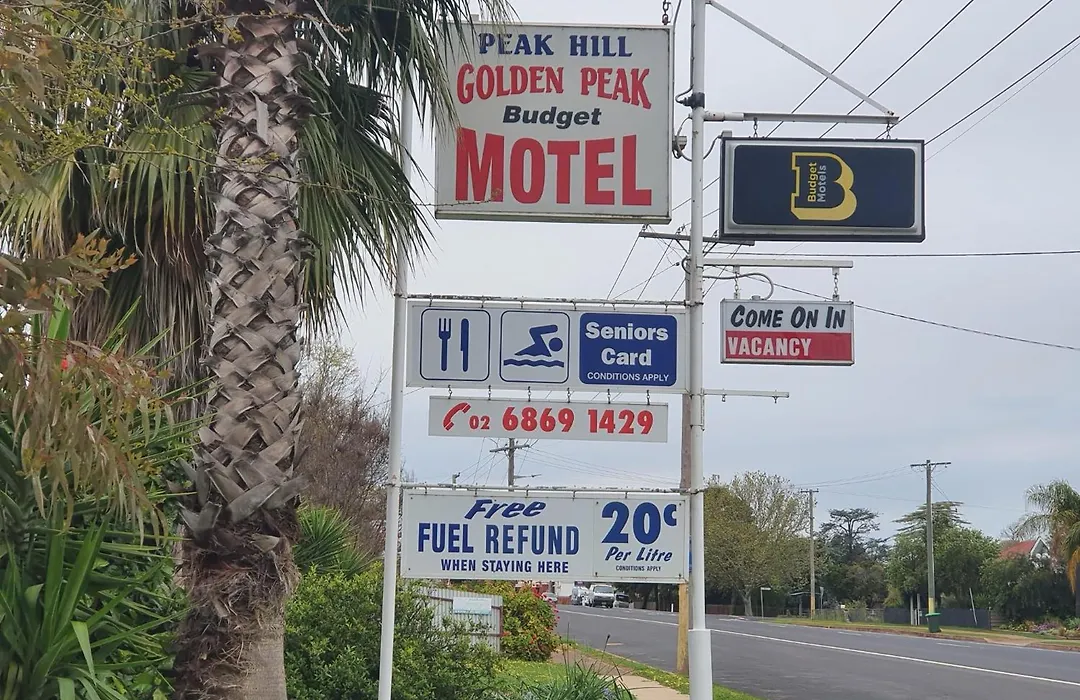 PEAK HILL
GOLDEN PEAK
Budget
MOTEL
Budget
Motels
B
COME ON IN
VACANCY
Seniors
Card
CONDITIONS APPLY
02 6869 1429
Free
FUEL REFUND
WHEN STAYING HERE
20c
Per Litre
CONDITIONS APPLY